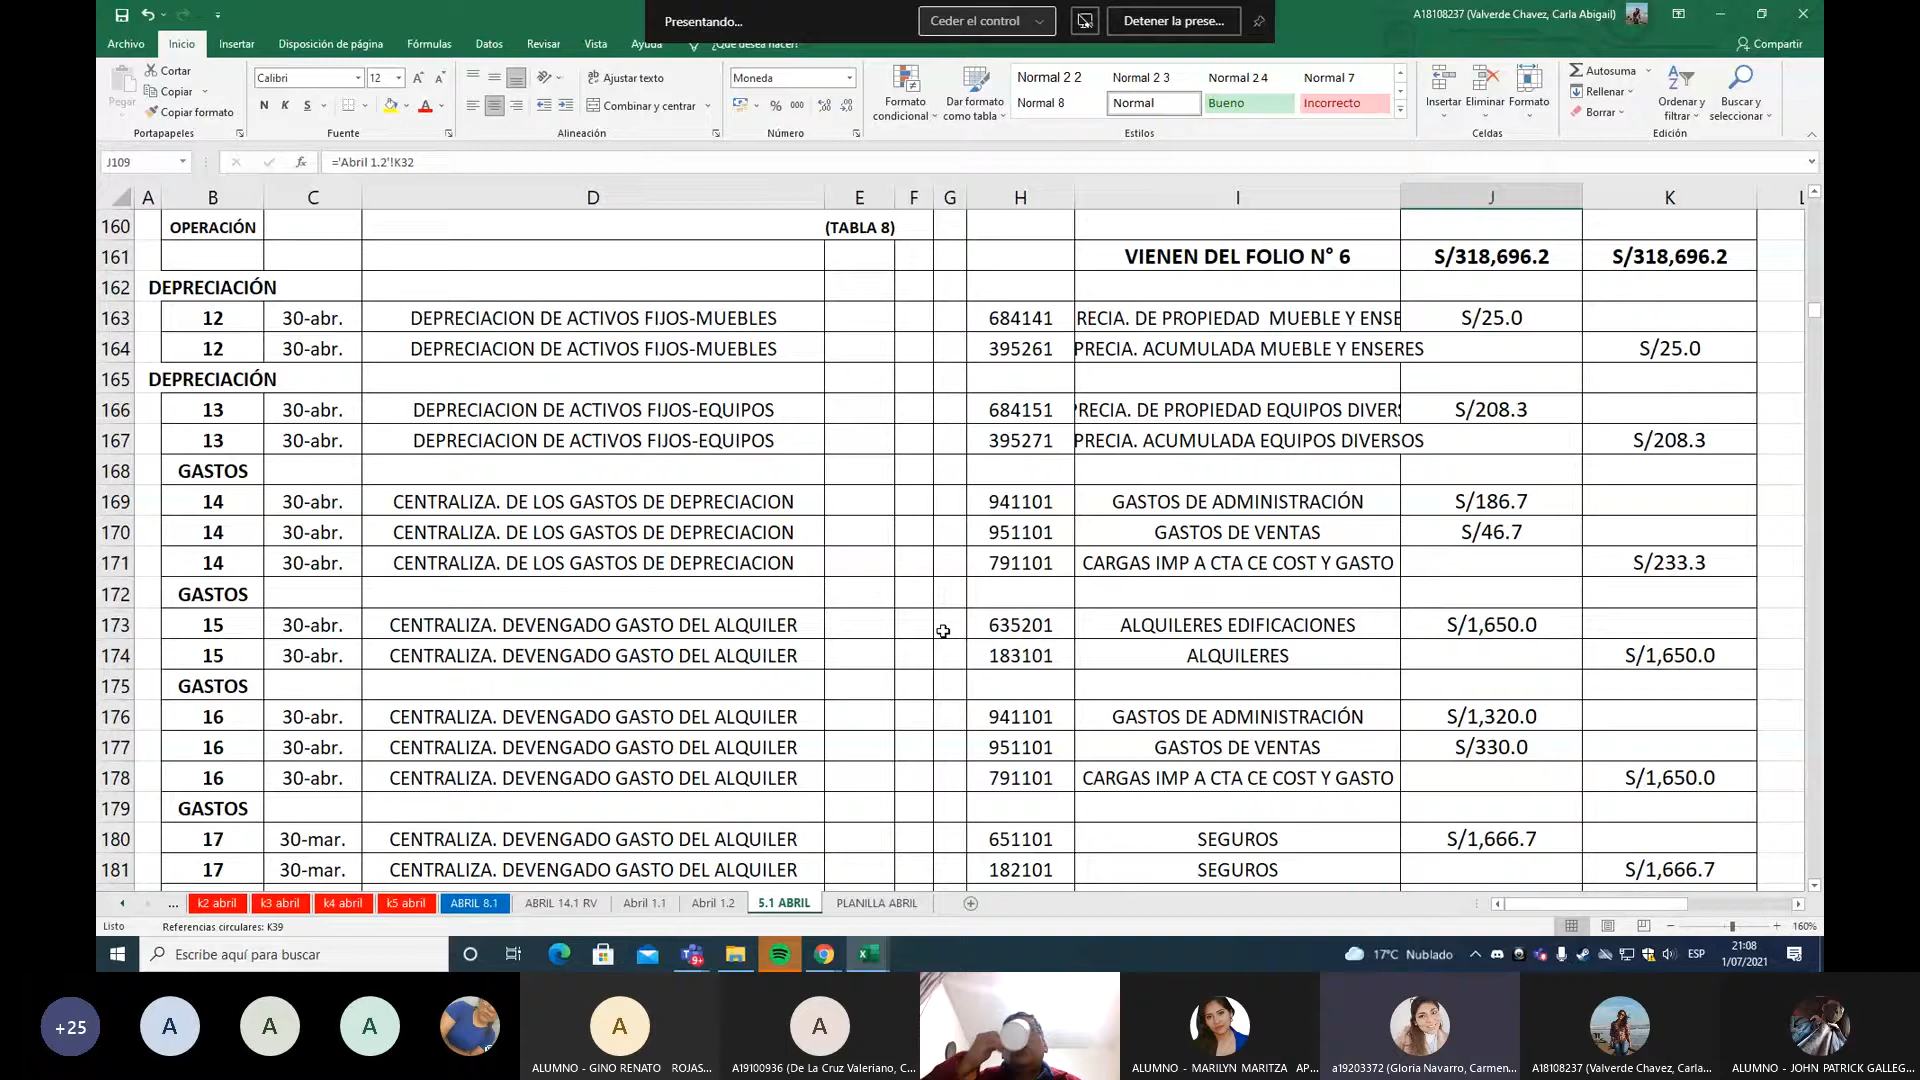 Presentando...
Ceder el control
Detener la prese...
A18108237 (Valverde Chavez, Carla Abigail)
Archivo Inicio Insertar Disposición de página Fórmulas Datos Revisar Vista Ayuda ¿Qué desea hacer? Compartir
Pegar
Cortar
Copiar
Copiar formato
Portapapeles
Calibri 12
N K S
Fuente
Ajustar texto
Combinar y centrar
Alineación
Moneda
% 000
Número
Formato condicional
Dar formato como tabla
Normal 2 2 Normal 2 3 Normal 2 4 Normal 7
Normal 8 Normal Bueno Incorrecto
Estilos
Insertar Eliminar Formato
Celdas
Autosuma
Rellenar
Borrar
Ordenar y filtrar
Buscar y seleccionar
Edición
J109 fx ='Abril 1.2'!K32
A B C D E F G H I J K L
160 OPERACIÓN (TABLA 8)
161 VIENEN DEL FOLIO N° 6 S/318,696.2 S/318,696.2
162 DEPRECIACIÓN
163 12 30-abr. DEPRECIACION DE ACTIVOS FIJOS-MUEBLES 684141 RECIA. DE PROPIEDAD MUEBLE Y ENSE S/25.0
164 12 30-abr. DEPRECIACION DE ACTIVOS FIJOS-MUEBLES 395261 PRECIA. ACUMULADA MUEBLE Y ENSERES S/25.0
165 DEPRECIACIÓN
166 13 30-abr. DEPRECIACION DE ACTIVOS FIJOS-EQUIPOS 684151 PRECIA. DE PROPIEDAD EQUIPOS DIVERS S/208.3
167 13 30-abr. DEPRECIACION DE ACTIVOS FIJOS-EQUIPOS 395271 PRECIA. ACUMULADA EQUIPOS DIVERSOS S/208.3
168 GASTOS
169 14 30-abr. CENTRALIZA. DE LOS GASTOS DE DEPRECIACION 941101 GASTOS DE ADMINISTRACIÓN S/186.7
170 14 30-abr. CENTRALIZA. DE LOS GASTOS DE DEPRECIACION 951101 GASTOS DE VENTAS S/46.7
171 14 30-abr. CENTRALIZA. DE LOS GASTOS DE DEPRECIACION 791101 CARGAS IMP A CTA CE COST Y GASTO S/233.3
172 GASTOS
173 15 30-abr. CENTRALIZA. DEVENGADO GASTO DEL ALQUILER 635201 ALQUILERES EDIFICACIONES S/1,650.0
174 15 30-abr. CENTRALIZA. DEVENGADO GASTO DEL ALQUILER 183101 ALQUILERES S/1,650.0
175 GASTOS
176 16 30-abr. CENTRALIZA. DEVENGADO GASTO DEL ALQUILER 941101 GASTOS DE ADMINISTRACIÓN S/1,320.0
177 16 30-abr. CENTRALIZA. DEVENGADO GASTO DEL ALQUILER 951101 GASTOS DE VENTAS S/330.0
178 16 30-abr. CENTRALIZA. DEVENGADO GASTO DEL ALQUILER 791101 CARGAS IMP A CTA CE COST Y GASTO S/1,650.0
179 GASTOS
180 17 30-mar. CENTRALIZA. DEVENGADO GASTO DEL ALQUILER 651101 SEGUROS S/1,666.7
181 17 30-mar. CENTRALIZA. DEVENGADO GASTO DEL ALQUILER 182101 SEGUROS S/1,666.7
... k2 abril k3 abril k4 abril k5 abril ABRIL 8.1 ABRIL 14.1 RV Abril 1.1 Abril 1.2 5.1 ABRIL PLANILLA ABRIL
Listo Referencias circulares: K39 160%
Escribe aquí para buscar 17°C Nublado ESP 21:08
1/07/2021
+25 A A A A A
ALUMNO - GINO RENATO ROJAS...
A19100936 (De La Cruz Valeriano, C...
ALUMNO - MARILYN MARITZA AP...
a19203372 (Gloria Navarro, Carmen...
A18108237 (Valverde Chavez, Carla...
ALUMNO - JOHN PATRICK GALLEG...